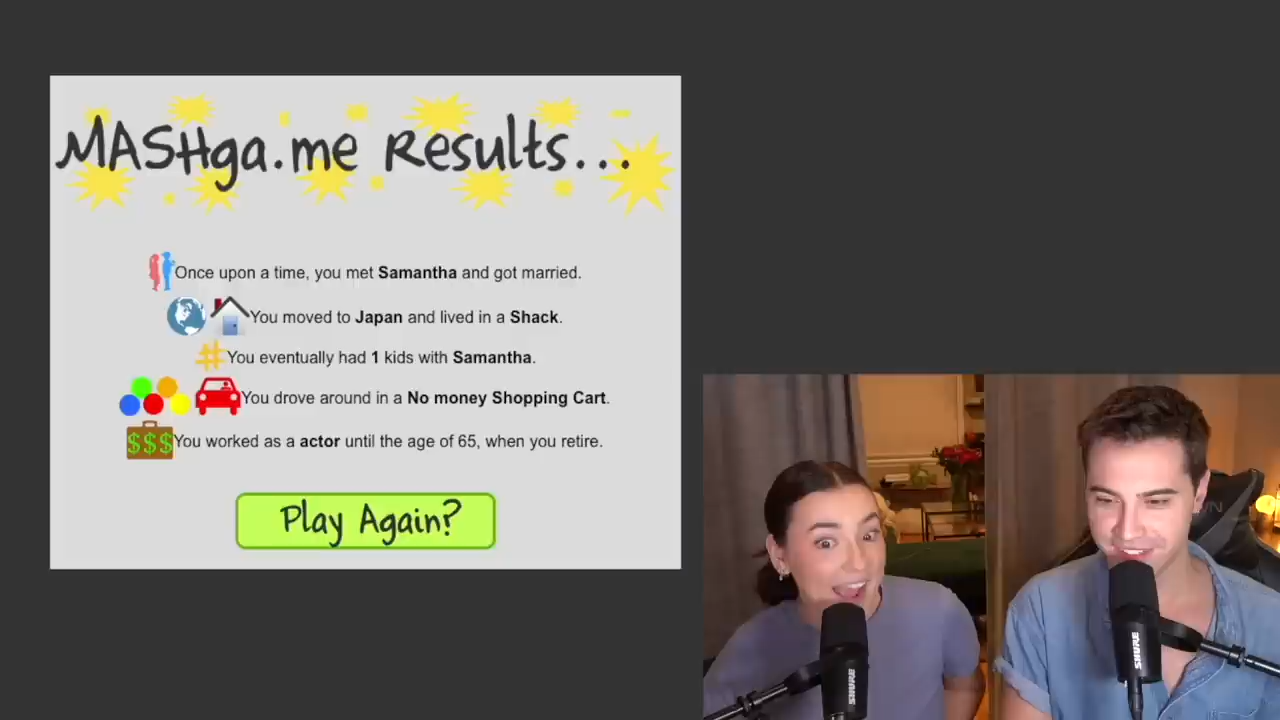 MASHga.me Results...
Once upon a time, you met Samantha and got married.
You moved to Japan and lived in a Shack.
You eventually had 1 kids with Samantha.
You drove around in a No money Shopping Cart.
$$$
You worked as a actor until the age of 65, when you retire.
Play Again?
SHURE
SHURE